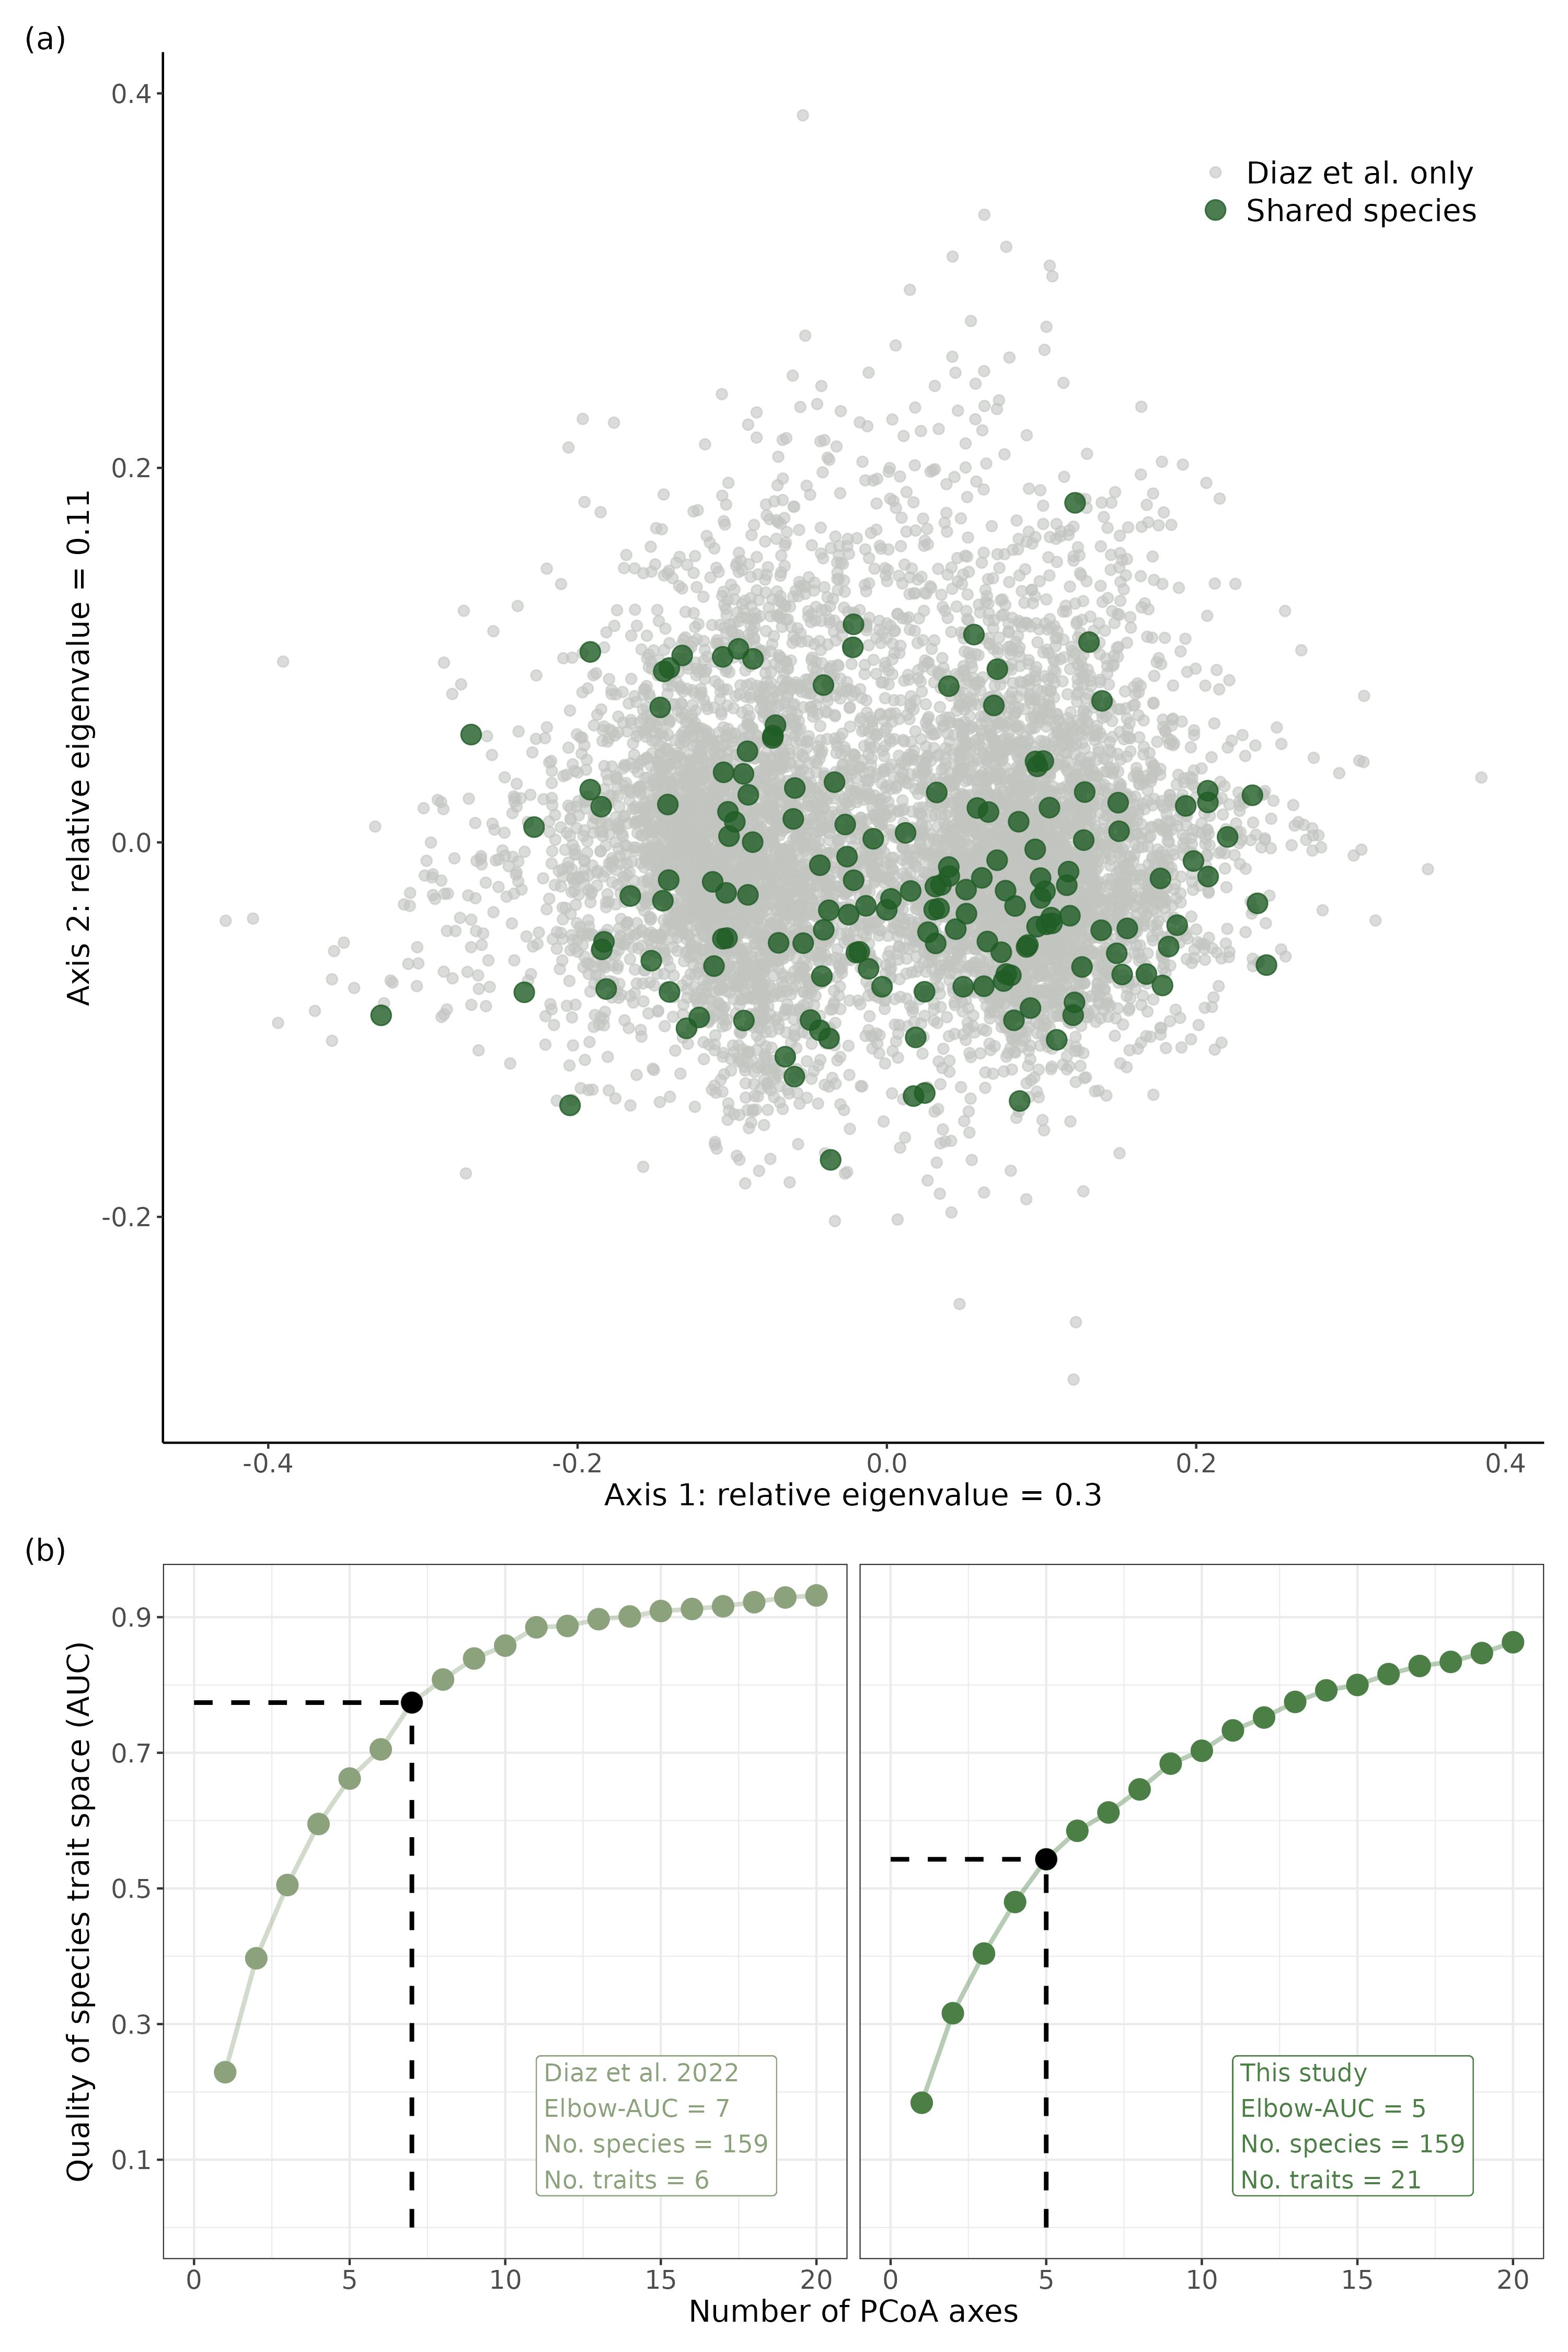 (a)
0.4
0.2
0.0
-0.2
Axis 2: relative eigenvalue = 0.11
Diaz et al. only
Shared species
-0.4 -0.2 0.0 0.2 0.4
Axis 1: relative eigenvalue = 0.3
(b)
0.9
0.7
0.5
0.3
0.1
Quality of species trait space (AUC)
Diaz et al. 2022
Elbow-AUC = 7
No. species = 159
No. traits = 6
This study
Elbow-AUC = 5
No. species = 159
No. traits = 21
0 5 10 15 20
0 5 10 15 20
Number of PCoA axes